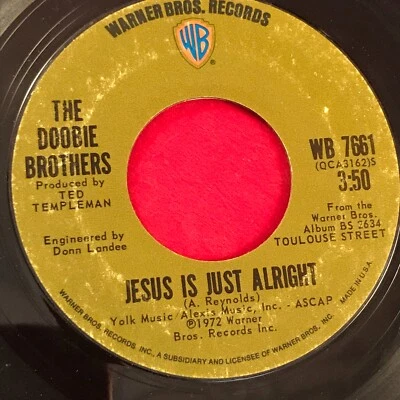 WARNER BROS. RECORDS
WB
THE
DOOBIE
BROTHERS
Produced by
TED
TEMPLEMAN
Engineered by
Donn Landee
WB 7661
(QCA3162)S
3:50
From the
Warner Bros.
Album BS 2634
TOULOUSE STREET
JESUS IS JUST ALRIGHT
(A. Reynolds)
Yolk Music/Alexis Music, Inc. - ASCAP
℗1972 Warner
Bros. Records Inc.
WARNER BROS. RECORDS, INC., A SUBSIDIARY AND LICENSEE OF WARNER BROS. INC.
MADE IN U.S.A.